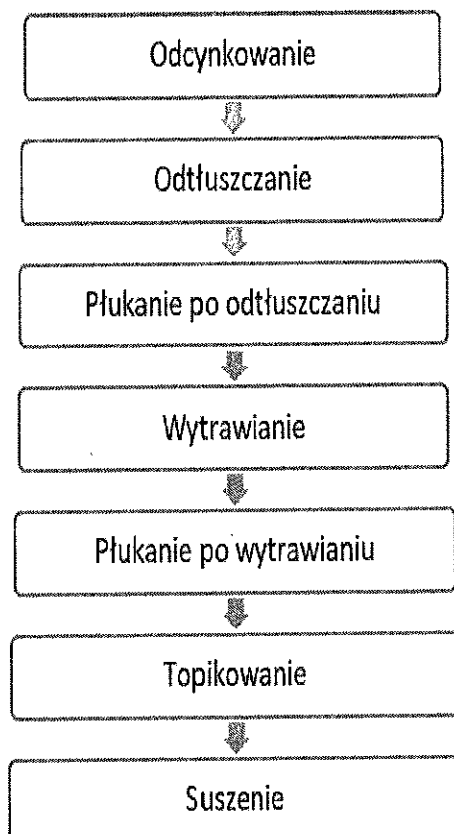 Odcynkowanie
Odtłuszczanie
Płukanie po odtłuszczaniu
Wytrawianie
Płukanie po wytrawianiu
Topikowanie
Suszenie